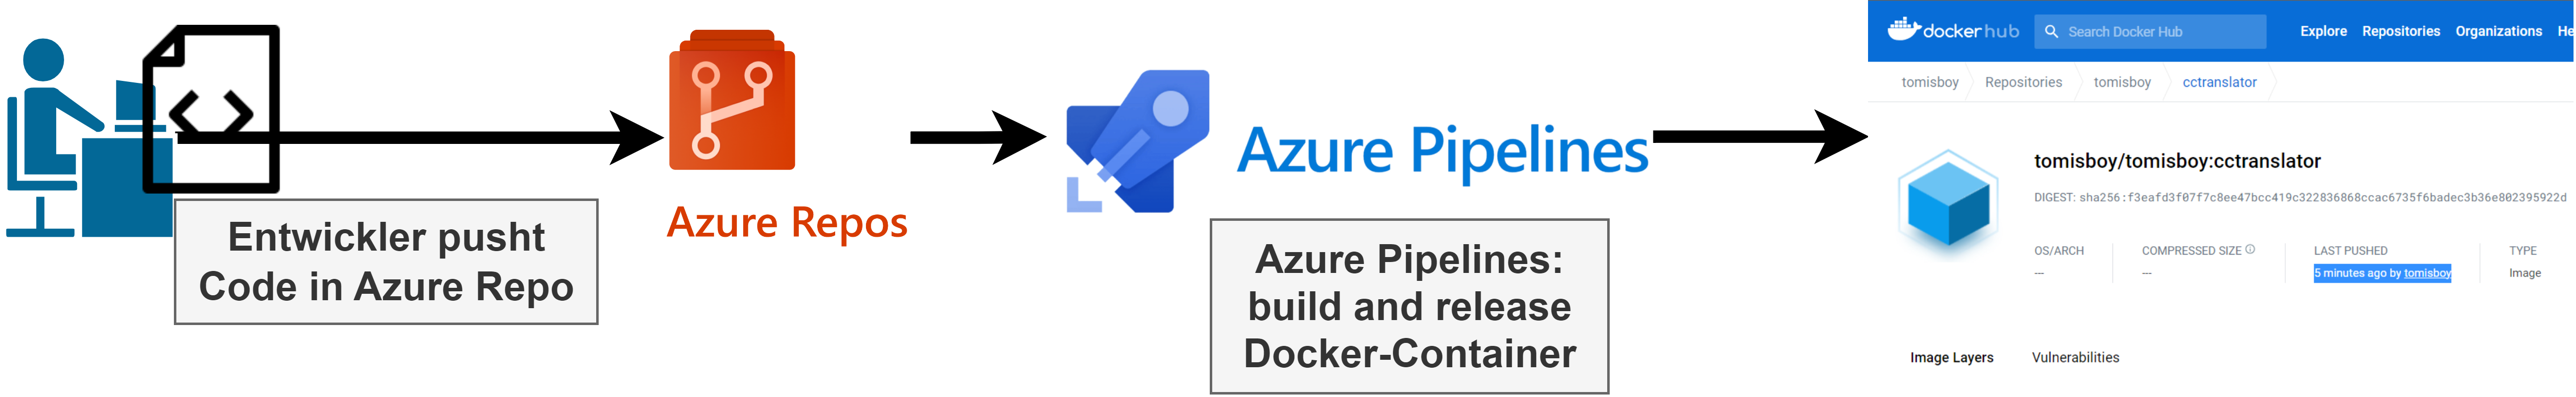 Entwickler pusht
Code in Azure Repo
Azure Repos
Azure Pipelines
Azure Pipelines:
build and release
Docker-Container
dockerhub
Search Docker Hub
Explore Repositories Organizations He
tomisboy Repositories tomisboy cctranslator
tomisboy/tomisboy:cctranslator
DIGEST: sha256:f3eafd3f07f7c8ee47bcc419c322836868ccac6735f6badec3b36e802395922d
OS/ARCH COMPRESSED SIZE LAST PUSHED TYPE
--- --- 5 minutes ago by tomisboy Image
Image Layers Vulnerabilities